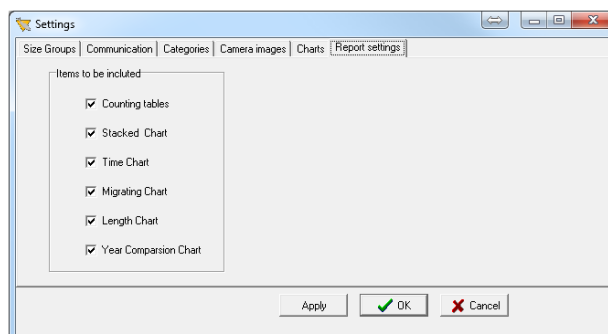 Settings
Size Groups Communication Categories Camera images Charts Report settings
Items to be included
Counting tables
Stacked Chart
Time Chart
Migrating Chart
Length Chart
Year Comparsion Chart
Apply OK Cancel